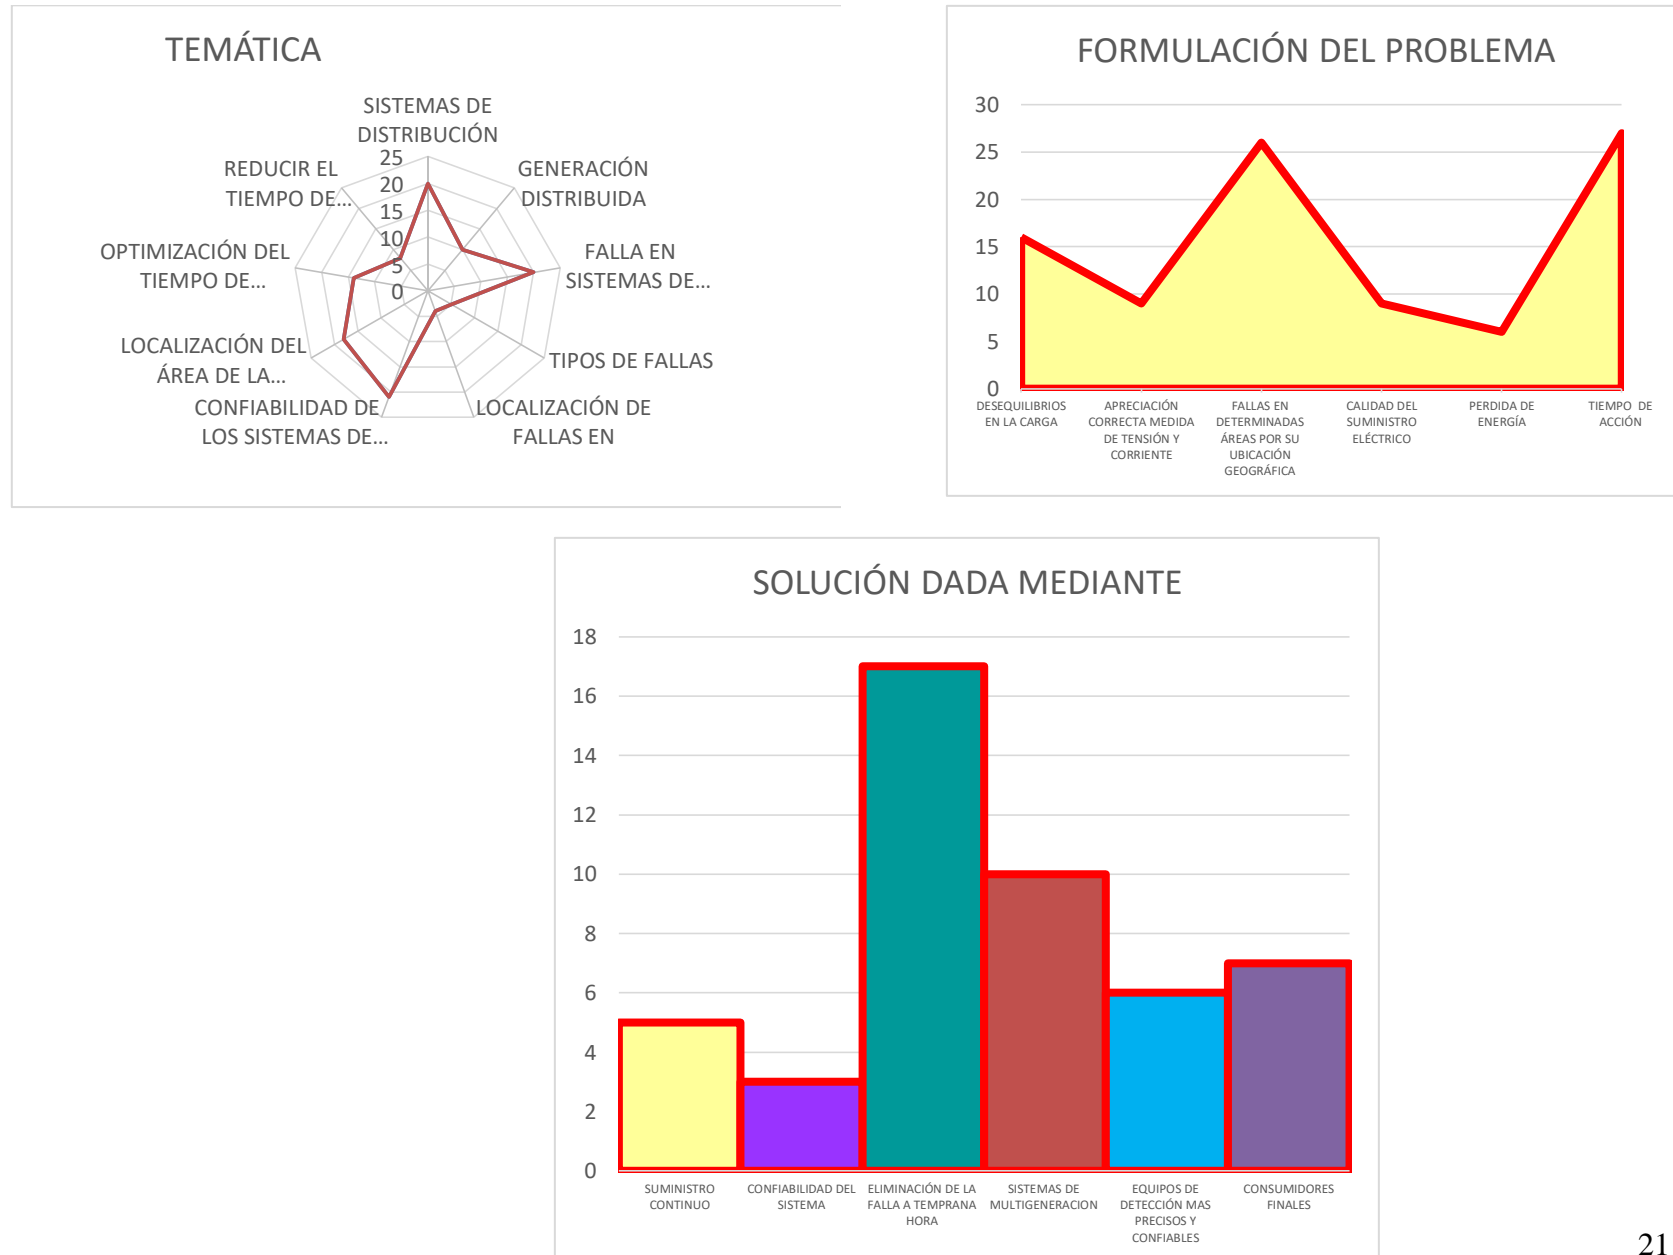 TEMÁTICA
SISTEMAS DE
DISTRIBUCIÓN
GENERACIÓN
DISTRIBUIDA
FALLA EN
SISTEMAS DE...
TIPOS DE FALLAS
LOCALIZACIÓN DE
FALLAS EN
CONFIABILIDAD DE
LOS SISTEMAS DE...
LOCALIZACIÓN DEL
ÁREA DE LA...
OPTIMIZACIÓN DEL
TIEMPO DE...
REDUCIR EL
TIEMPO DE...
25
20
15
10
5
0
FORMULACIÓN DEL PROBLEMA
30
25
20
15
10
5
0
DESEQUILIBRIOS
EN LA CARGA
APRECIACIÓN
CORRECTA MEDIDA
DE TENSIÓN Y
CORRIENTE
FALLAS EN
DETERMINADAS
ÁREAS POR SU
UBICACIÓN
GEOGRÁFICA
CALIDAD DEL
SUMINISTRO
ELÉCTRICO
PERDIDA DE
ENERGÍA
TIEMPO DE
ACCIÓN
SOLUCIÓN DADA MEDIANTE
18
16
14
12
10
8
6
4
2
0
SUMINISTRO
CONTINUO
CONFIABILIDAD DEL
SISTEMA
ELIMINACIÓN DE LA
FALLA A TEMPRANA
HORA
SISTEMAS DE
MULTIGENERACION
EQUIPOS DE
DETECCIÓN MAS
PRECISOS Y
CONFIABLES
CONSUMIDORES
FINALES
21